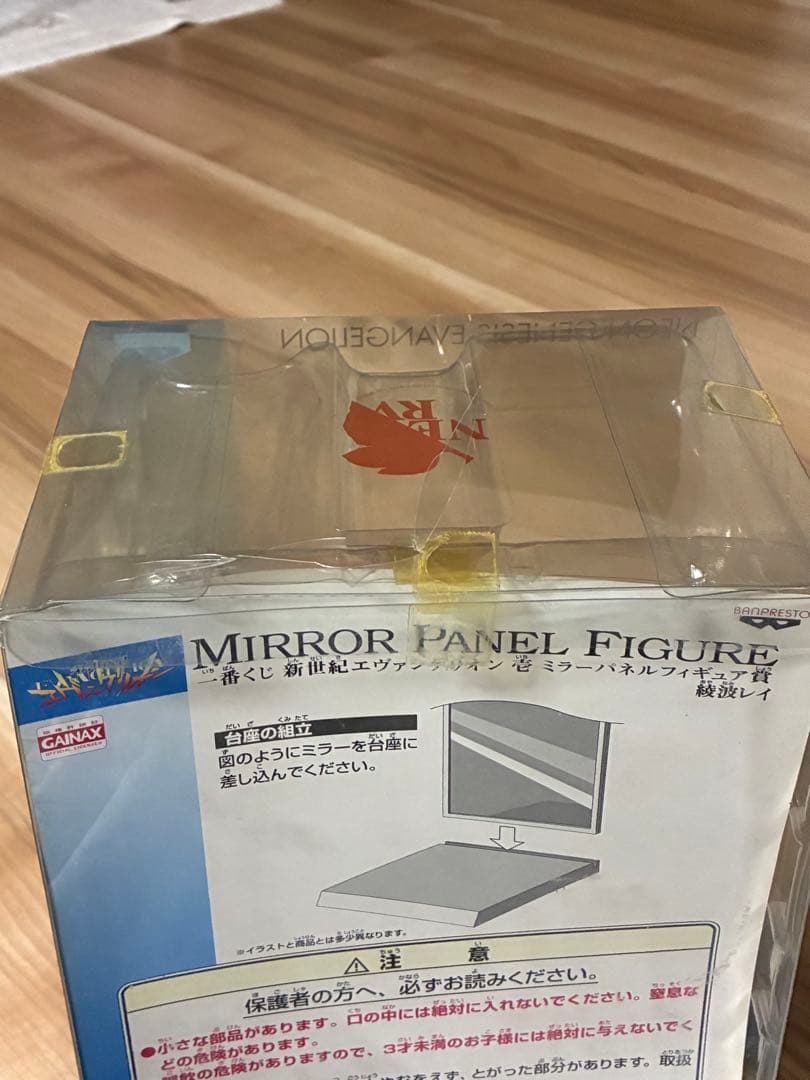 NEON GENESIS EVANGELION
NERV
BANPRESTO
MIRROR PANEL FIGURE
一番くじ 新世紀エヴァンゲリオン 壱 ミラーパネルフィギュア賞
綾波レイ
GAINAX
台座の組立
図のようにミラーを台座に
差し込んでください。
※イラストと商品とは多少異なります。
⚠ 注意
保護者の方へ、必ずお読みください。
●小さな部品があります。口の中には絶対に入れないでください。窒息な
どの危険があります。
の危険がありますので、3才未満のお子様には絶対に与えないでく
やむをえず、とがった部分があります。取扱